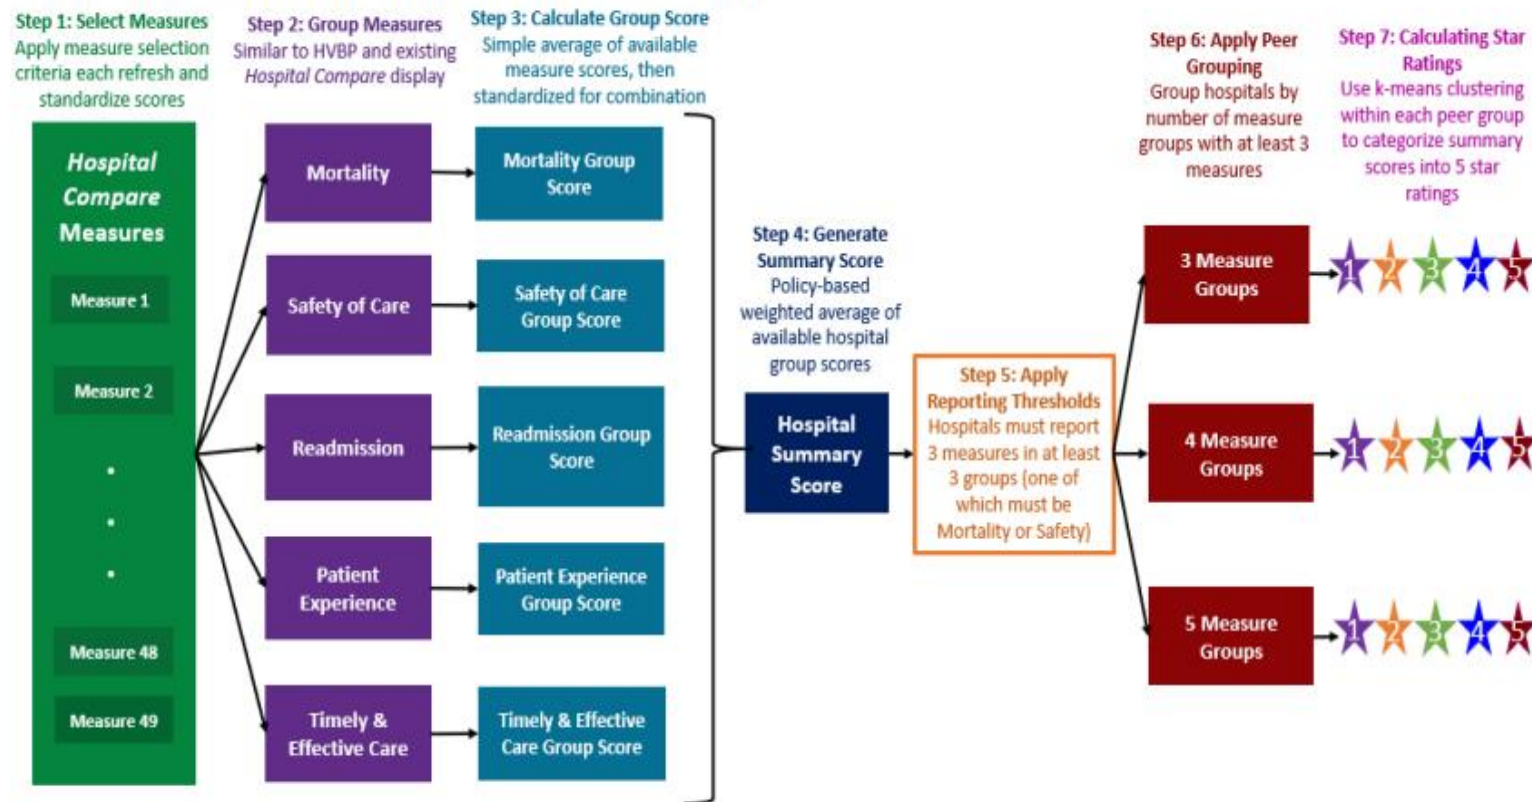 Step 1: Select Measures
Apply measure selection
criteria each refresh and
standardize scores
Hospital
Compare
Measures
Measure 1
Measure 2
Measure 48
Measure 49
Step 2: Group Measures
Similar to HVBP and existing
Hospital Compare display
Mortality
Safety of Care
Readmission
Patient
Experience
Timely &
Effective Care
Step 3: Calculate Group Score
Simple average of available
measure scores, then
standardized for combination
Mortality Group
Score
Safety of Care
Group Score
Readmission Group
Score
Patient Experience
Group Score
Timely & Effective
Care Group Score
Step 4: Generate
Summary Score
Policy-based
weighted average of
available hospital
group scores
Hospital
Summary
Score
Step 5: Apply
Reporting Thresholds
Hospitals must report
3 measures in at least
3 groups (one of
which must be
Mortality or Safety)
Step 6: Apply Peer
Grouping
Group hospitals by
number of measure
groups with at least 3
measures
3 Measure
Groups
4 Measure
Groups
5 Measure
Groups
Step 7: Calculating Star
Ratings
Use k-means clustering
within each peer group
to categorize summary
scores into 5 star
ratings
1 2 3 4 5
1 2 3 4 5
1 2 3 4 5